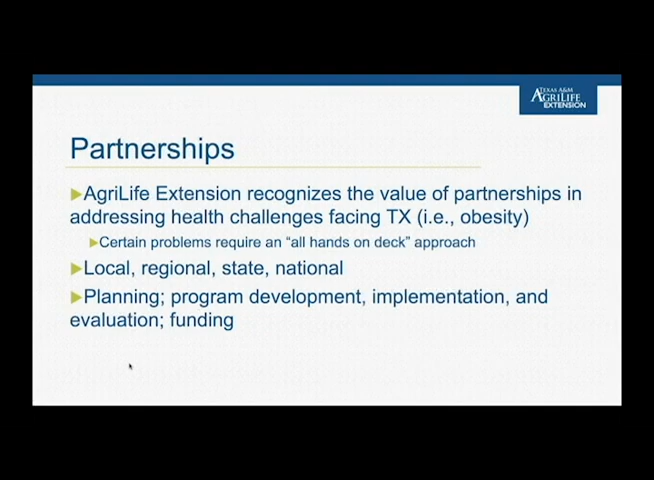 TEXAS A&M
AGRILIFE
EXTENSION
Partnerships
AgriLife Extension recognizes the value of partnerships in
addressing health challenges facing TX (i.e., obesity)
Certain problems require an “all hands on deck” approach
Local, regional, state, national
Planning; program development, implementation, and
evaluation; funding